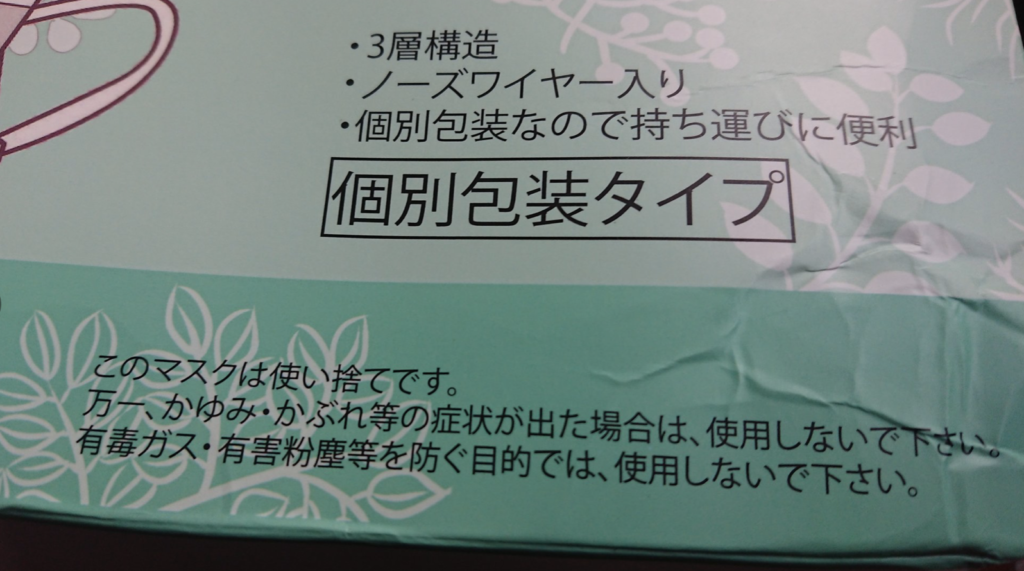 ・3層構造
・ノーズワイヤー入り
・個別包装なので持ち運びに便利
個別包装タイプ
このマスクは使い捨てです。
万一、かゆみ・かぶれ等の症状が出た場合は、使用しないで下さい。
有毒ガス・有害粉塵等を防ぐ目的では、使用しないで下さい。